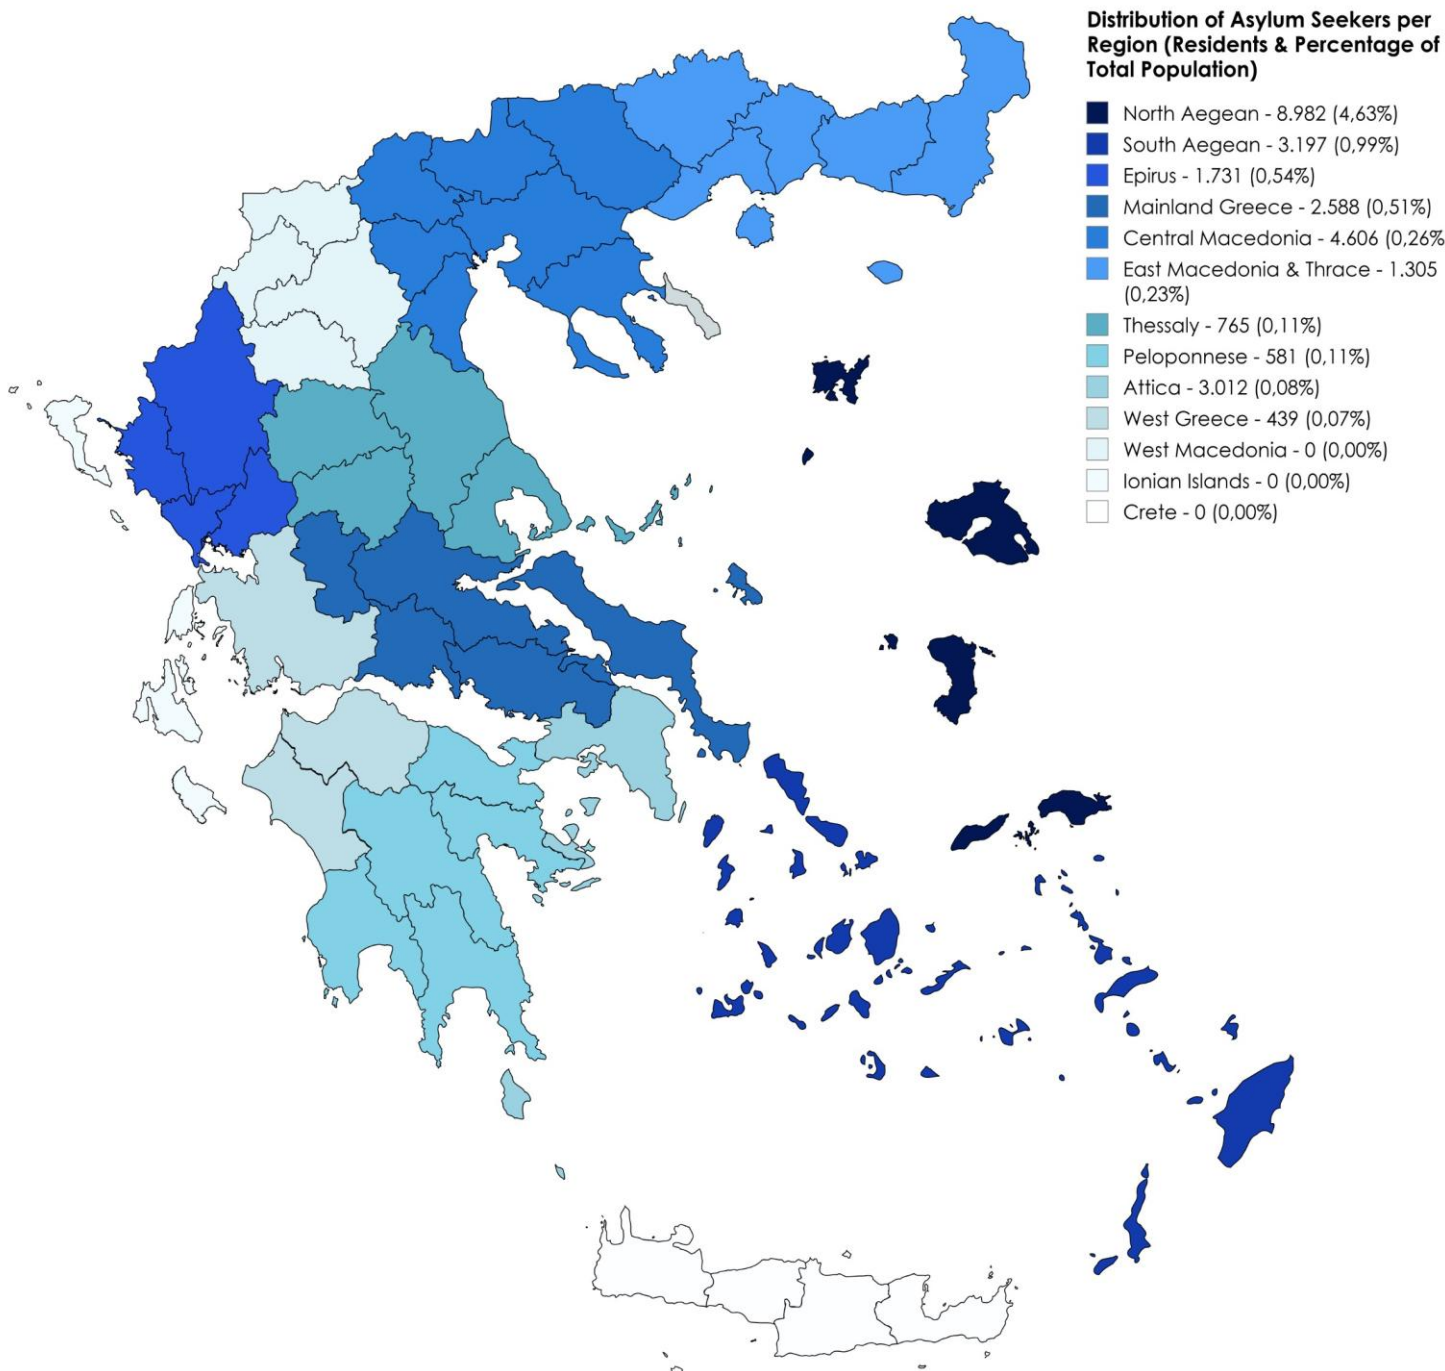 Distribution of Asylum Seekers per
Region (Residents & Percentage of
Total Population)
North Aegean - 8.982 (4,63%)
South Aegean - 3.197 (0,99%)
Epirus - 1.731 (0,54%)
Mainland Greece - 2.588 (0,51%)
Central Macedonia - 4.606 (0,26%
East Macedonia & Thrace - 1.305
(0,23%)
Thessaly - 765 (0,11%)
Peloponnese - 581 (0,11%)
Attica - 3.012 (0,08%)
West Greece - 439 (0,07%)
West Macedonia - 0 (0,00%)
Ionian Islands - 0 (0,00%)
Crete - 0 (0,00%)